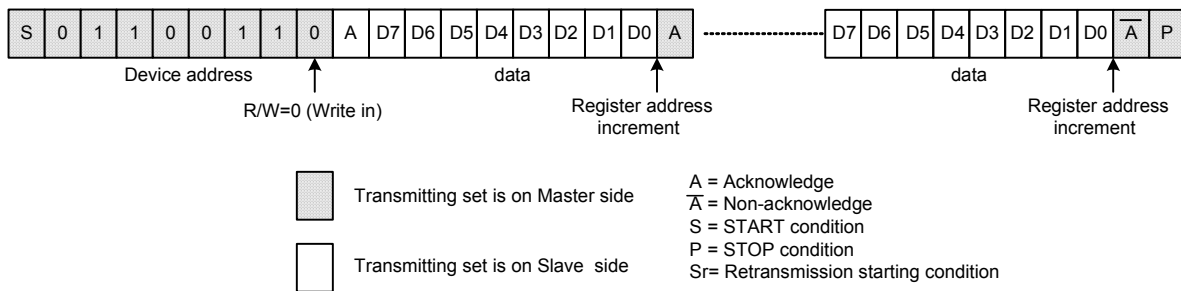 S 0 1 1 0 0 1 1 0 A D7 D6 D5 D4 D3 D2 D1 D0 A D7 D6 D5 D4 D3 D2 D1 D0 A̅ P
Device address
data
data
R/W=0 (Write in)
Register address
increment
Register address
increment
Transmitting set is on Master side
Transmitting set is on Slave side
A = Acknowledge
A̅ = Non-acknowledge
S = START condition
P = STOP condition
Sr= Retransmission starting condition